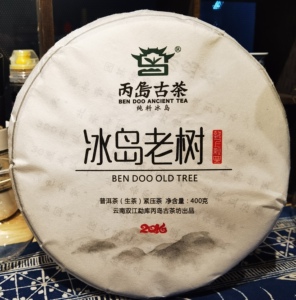 丙岛古茶
BEN DOO ANCIENT TEA
纯料冰岛
冰岛老树
BEN DOO OLD TREE
普洱茶（生茶）紧压茶 净含量：400克
云南双江勐库丙岛古茶坊出品
2016